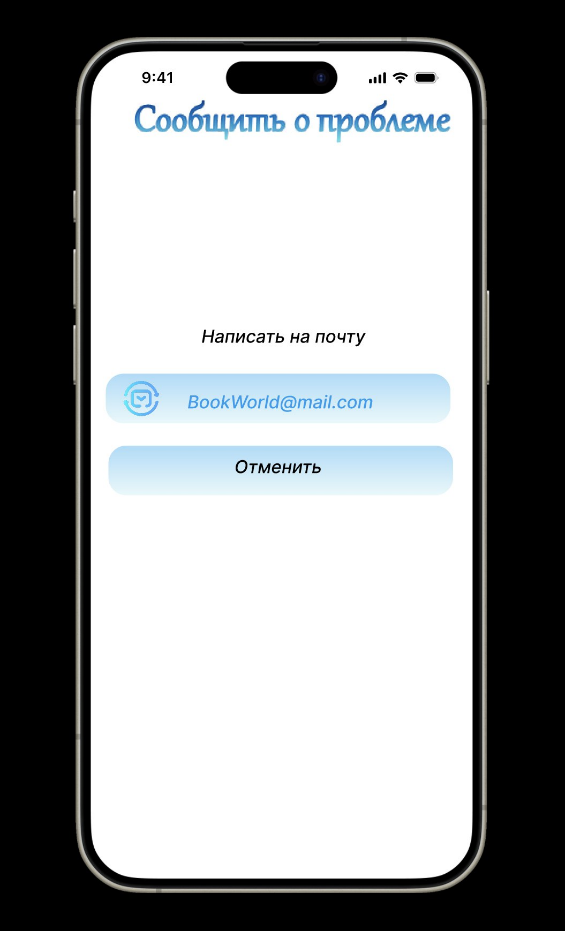 9:41
Сообщить о проблеме
Написать на почту
BookWorld@mail.com
Отменить